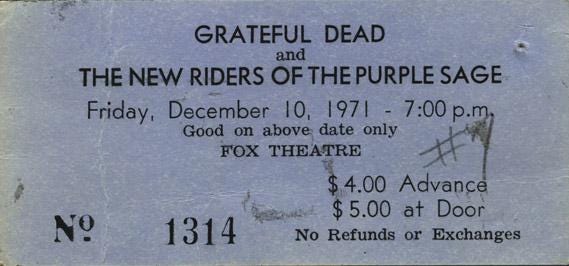 GRATEFUL DEAD
and
THE NEW RIDERS OF THE PURPLE SAGE
Friday, December 10, 1971 - 7:00 p.m.
Good on above date only
FOX THEATRE
#9
$4.00 Advance
$5.00 at Door
Nº 1314
No Refunds or Exchanges